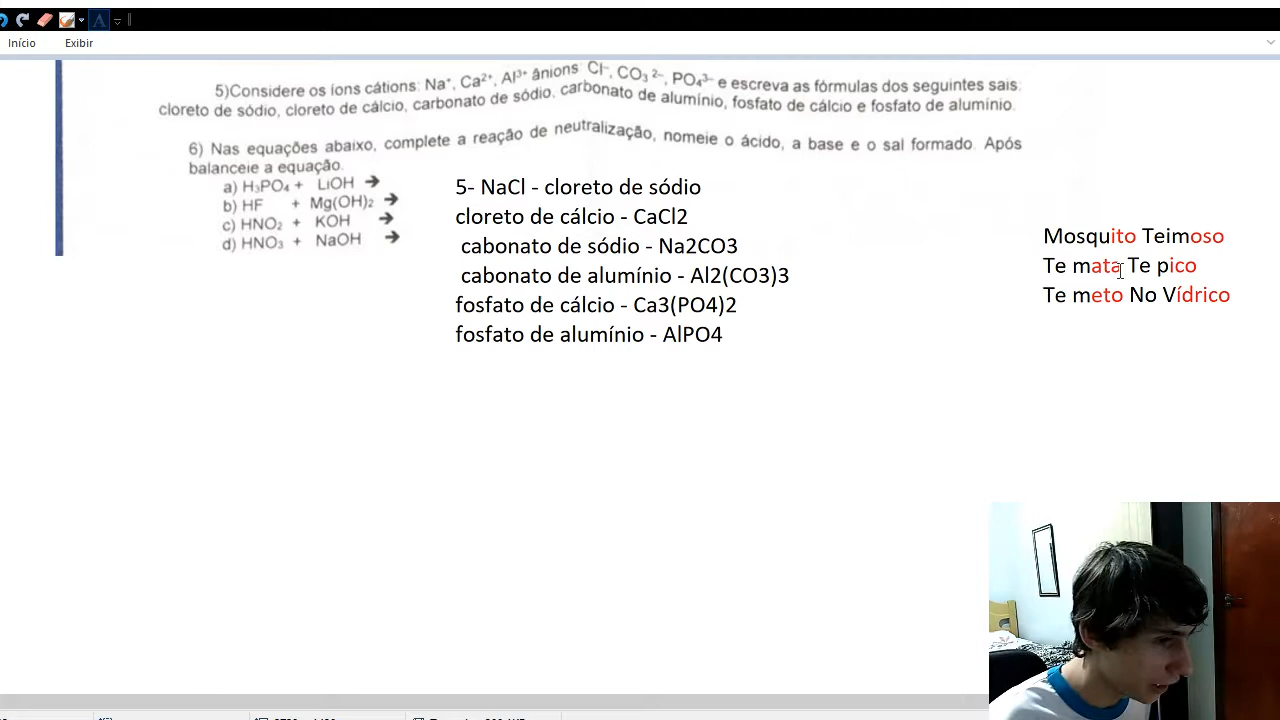 Início Exibir
5)Considere os íons cátions: Na⁺, Ca²⁺, Al³⁺ ânions: Cl⁻, CO₃ ²⁻, PO₄³⁻ e escreva as fórmulas dos seguintes sais:
cloreto de sódio, cloreto de cálcio, carbonato de sódio, carbonato de alumínio, fosfato de cálcio e fosfato de alumínio.
6) Nas equações abaixo, complete a reação de neutralização, nomeie o ácido, a base e o sal formado. Após
balanceie a equação.
a) H₃PO₄ + LiOH ➔
b) HF + Mg(OH)₂ ➔
c) HNO₂ + KOH ➔
d) HNO₃ + NaOH ➔
5- NaCl - cloreto de sódio
cloreto de cálcio - CaCl2
cabonato de sódio - Na2CO3
cabonato de alumínio - Al2(CO3)3
fosfato de cálcio - Ca3(PO4)2
fosfato de alumínio - AlPO4
Mosquito Teimoso
Te mata Te pico
Te meto No Vídrico